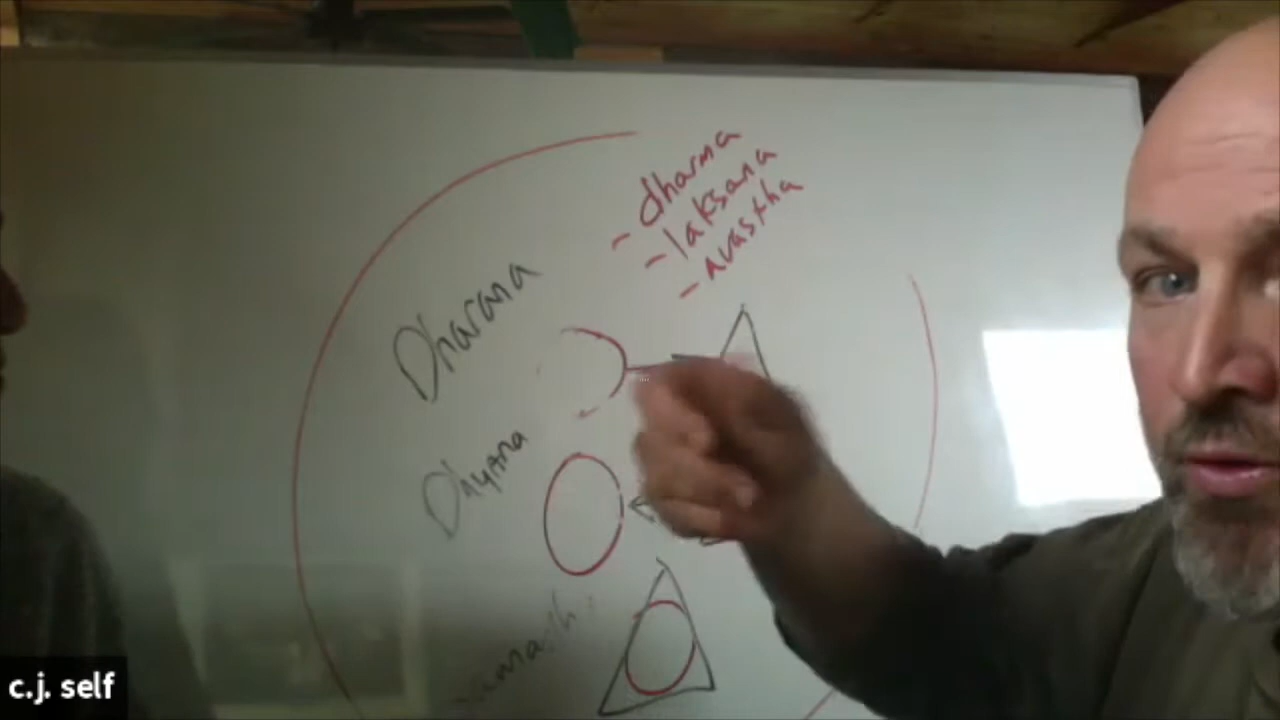 - dharma
- laksana
- avastha
Dharana
Dhyana
c.j. self